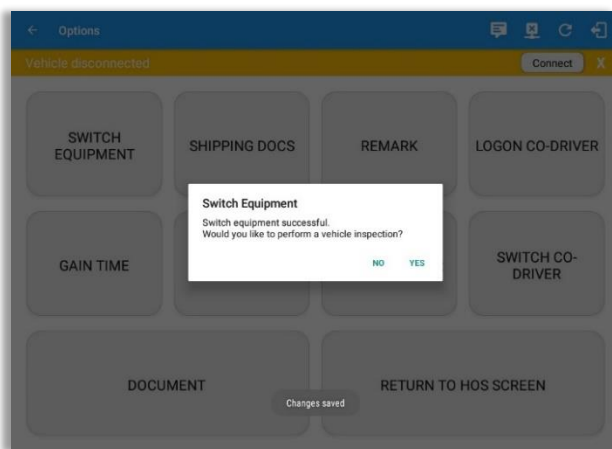 Options
Vehicle disconnected
Connect
X
SWITCH
EQUIPMENT
SHIPPING DOCS
REMARK
LOGON CO-DRIVER
Switch Equipment
Switch equipment successful.
Would you like to perform a vehicle inspection?
NO
YES
GAIN TIME
SWITCH CO-
DRIVER
DOCUMENT
RETURN TO HOS SCREEN
Changes saved